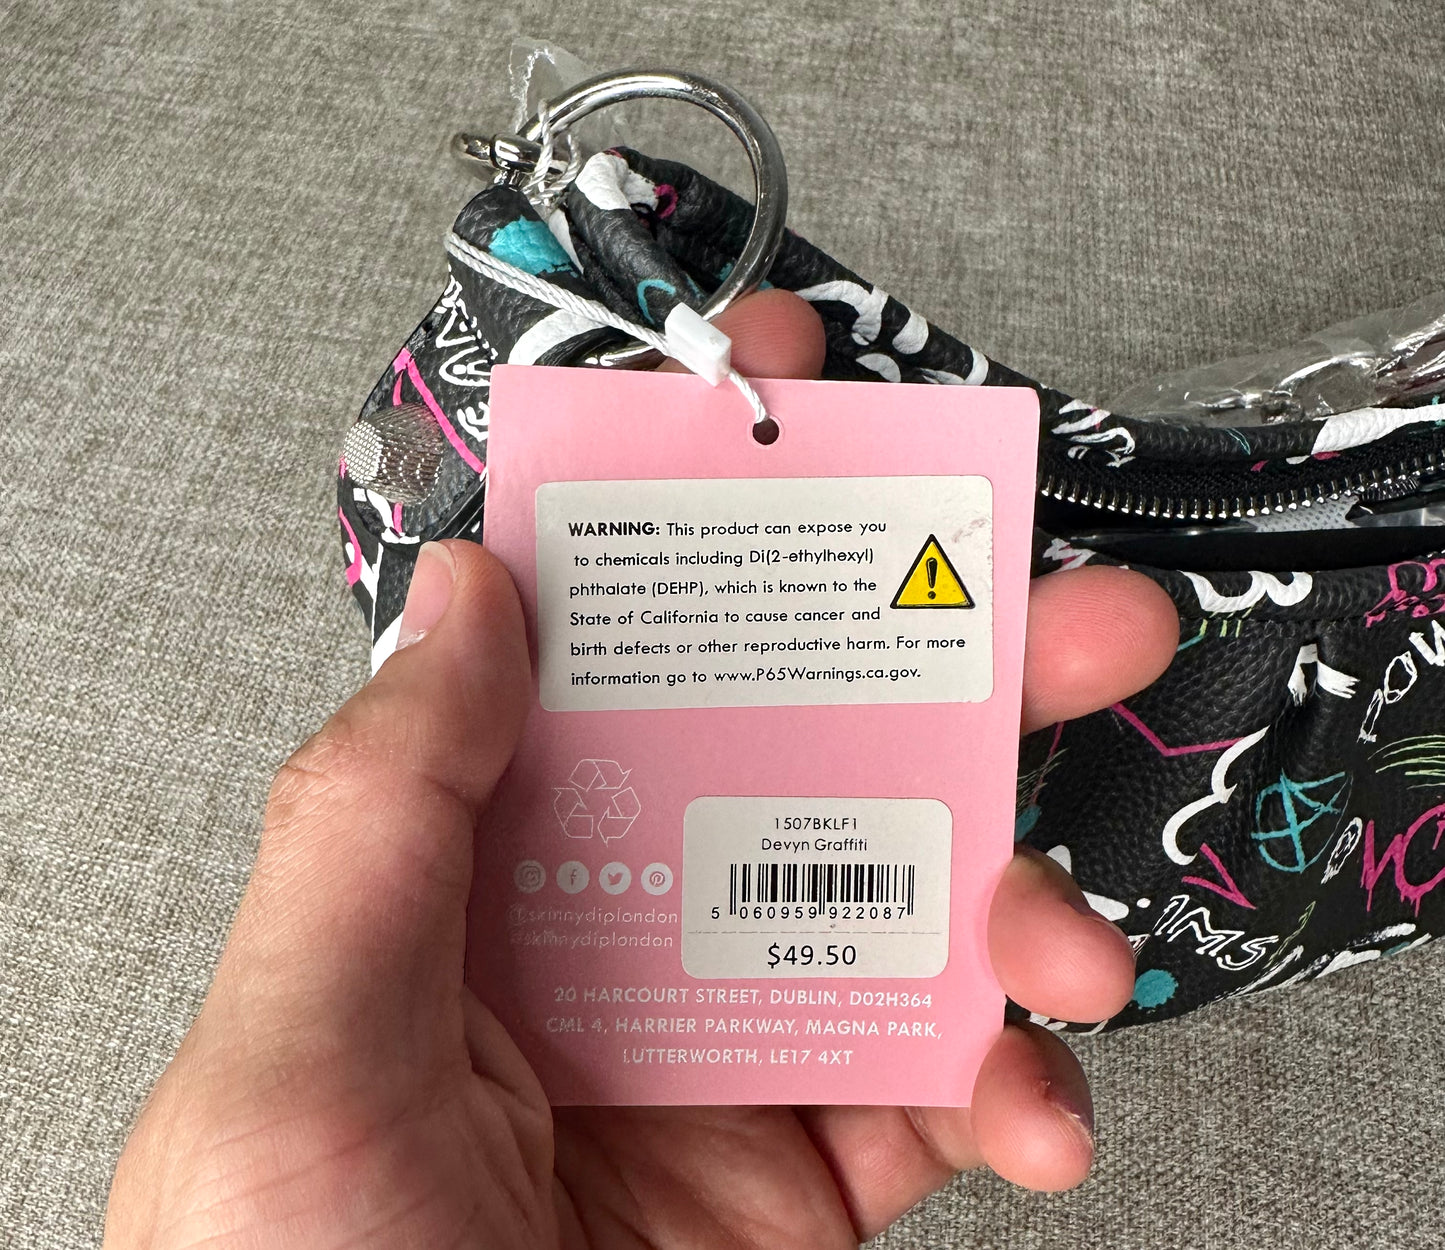 WARNING: This product can expose you
to chemicals including Di(2-ethylhexyl)
phthalate (DEHP), which is known to the
State of California to cause cancer and
birth defects or other reproductive harm. For more
information go to www.P65Warnings.ca.gov.
1507BKLF1
Devyn Graffiti
5 060959 922087
$49.50
@skinnydiplondon
@skinnydiplondon
20 HARCOURT STREET, DUBLIN, D02H364
CML 4, HARRIER PARKWAY, MAGNA PARK,
LUTTERWORTH, LE17 4XT